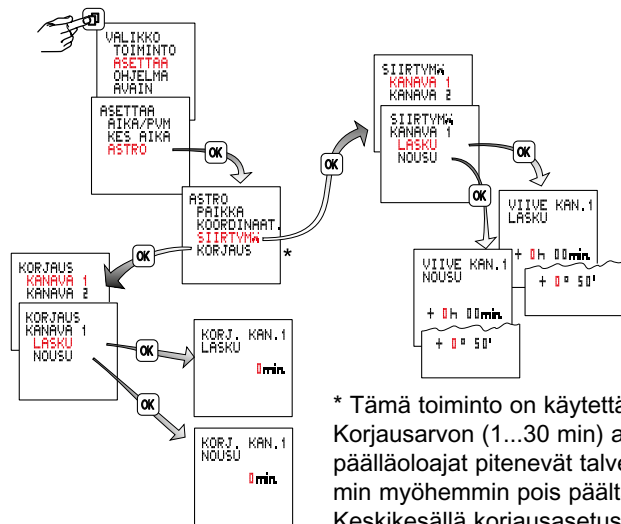 VALIKKO
TOIMINTO
ASETTAA
OHJELMA
AVAIN
ASETTAA
AIKA/PVM
KES AIKA
ASTRO
OK
ASTRO
PAIKKA
KOORDINAAT.
SIIRTYMÄ
KORJAUS
*
OK
SIIRTYMÄ
KANAVA 1
KANAVA 2
SIIRTYMÄ
KANAVA 1
LASKU
NOUSU
OK
OK
VIIVE KAN.1
LASKU
+ 0h 00min.
+ 0° 50'
VIIVE KAN.1
NOUSU
+ 0h 00min.
+ 0° 50'
OK
KORJAUS
KANAVA 1
KANAVA 2
KORJAUS
KANAVA 1
LASKU
NOUSU
OK
OK
KORJ. KAN.1
LASKU
0min.
KORJ. KAN.1
NOUSU
0min.
* Tämä toiminto on käytettä
Korjausarvon (1...30 min) a
päälläoloajat pitenevät talve
min myöhemmin pois päält
Keskikesällä korjausasetus